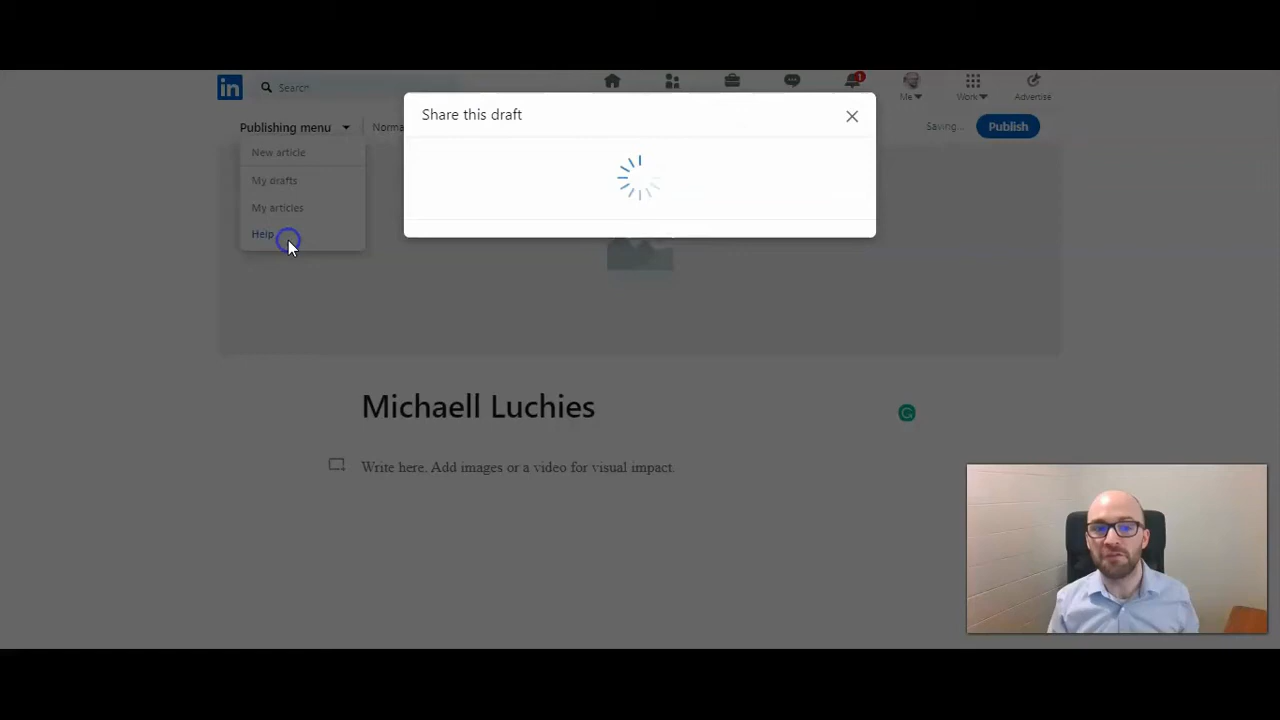 in
Search
1
Me
Work
Advertise
Share this draft
Publishing menu
Norma
Saving...
Publish
New article
My drafts
My articles
Help
Michaell Luchies
Write here. Add images or a video for visual impact.